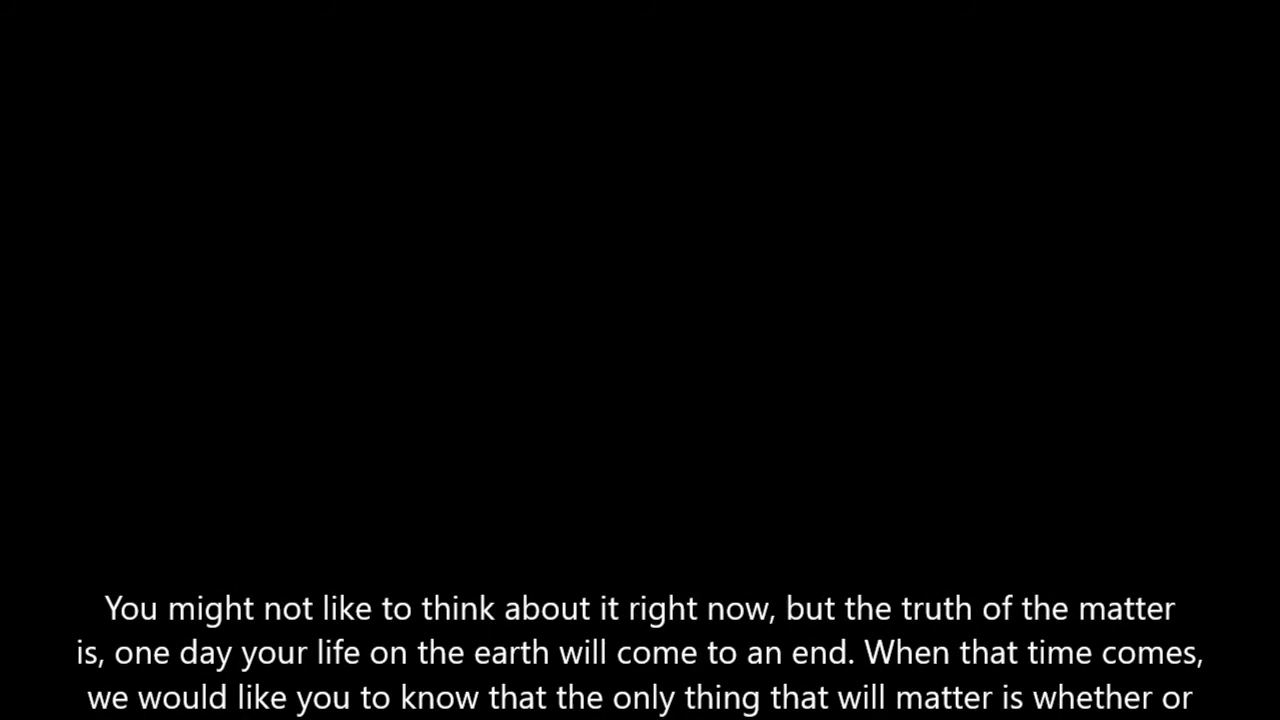 You might not like to think about it right now, but the truth of the matter
is, one day your life on the earth will come to an end. When that time comes,
we would like you to know that the only thing that will matter is whether or